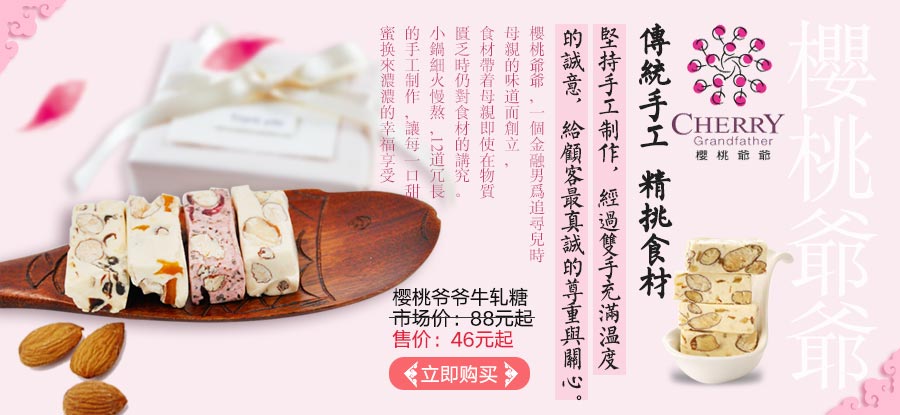 櫻桃爺爺
CHERRY
Grandfather
櫻桃爺爺
傳統手工 精挑食材
堅持手工制作，經過雙手充滿溫度
的誠意，給顧客最真誠的尊重與關心。
櫻桃爺爺，一個金融男爲追尋兒時
母親的味道而創立，
食材帶着母親即使在物質
匱乏時仍對食材的講究。
小鍋細火慢熬，12道冗長
的手工制作，讓每一口甜
蜜换來濃濃的幸福享受
樱桃爷爷牛轧糖
市场价：88元起
售价：46元起
立即购买